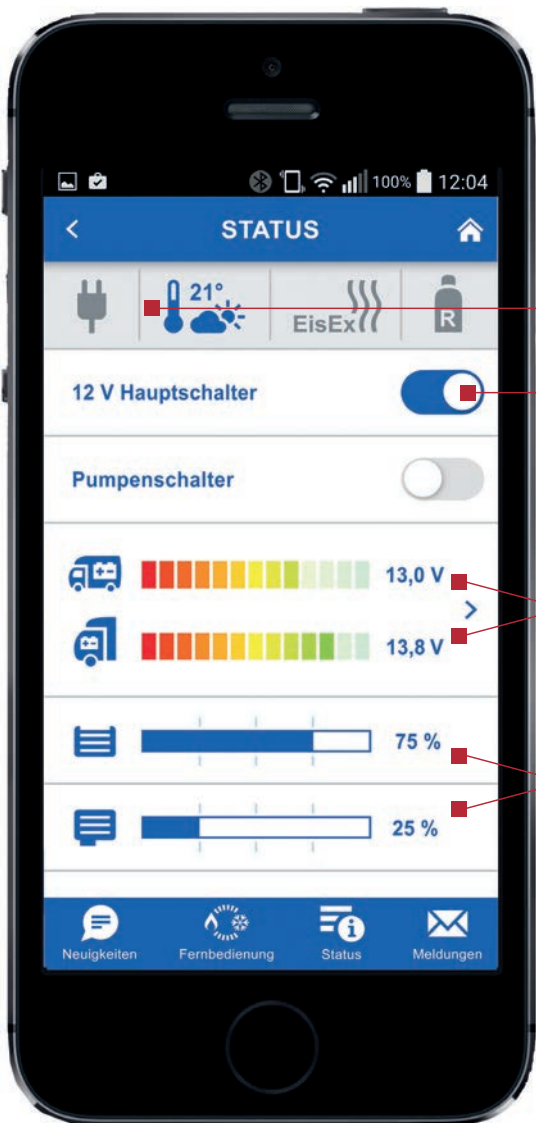 100% 12:04
STATUS
21°
EisEx
R
12 V Hauptschalter
Pumpenschalter
13,0 V
13,8 V
75 %
25 %
Neuigkeiten Fernbedienung Status Meldungen